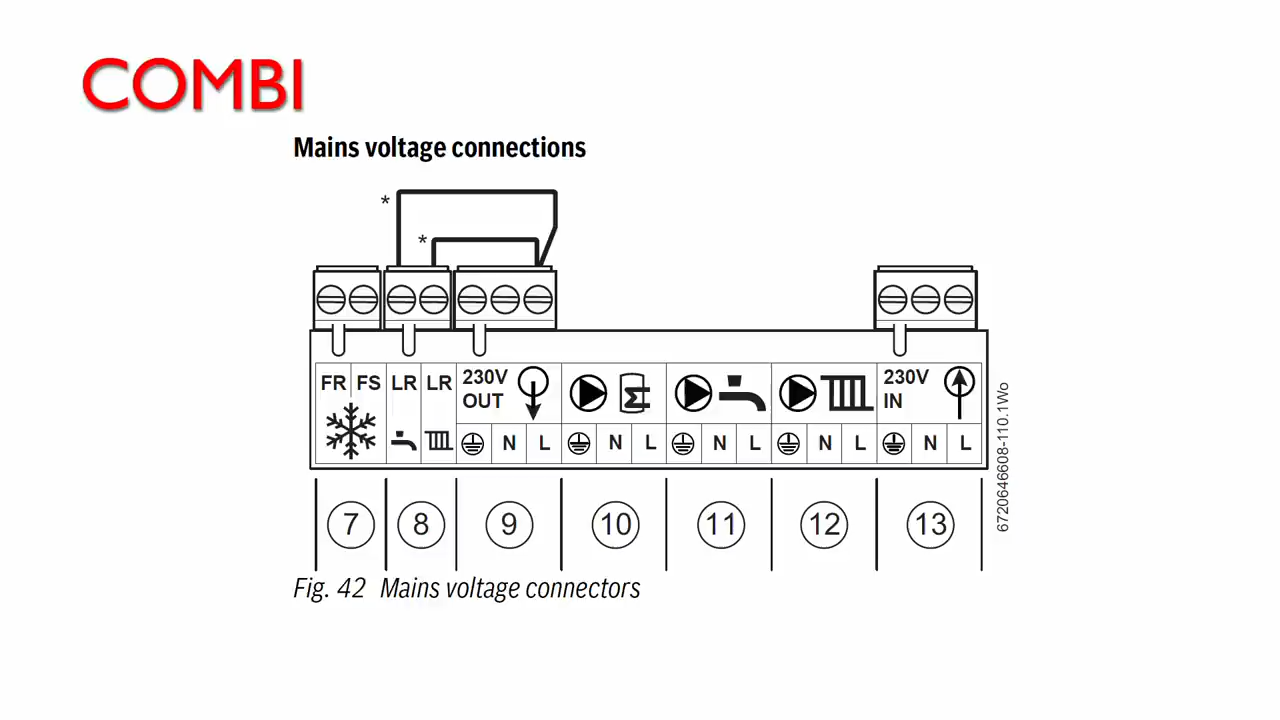 COMBI
Mains voltage connections
*
*
FR FS LR LR 230V OUT 230V IN
N L N L N L N L N L
7 8 9 10 11 12 13
6720646608-110.1Wo
Fig. 42 Mains voltage connectors